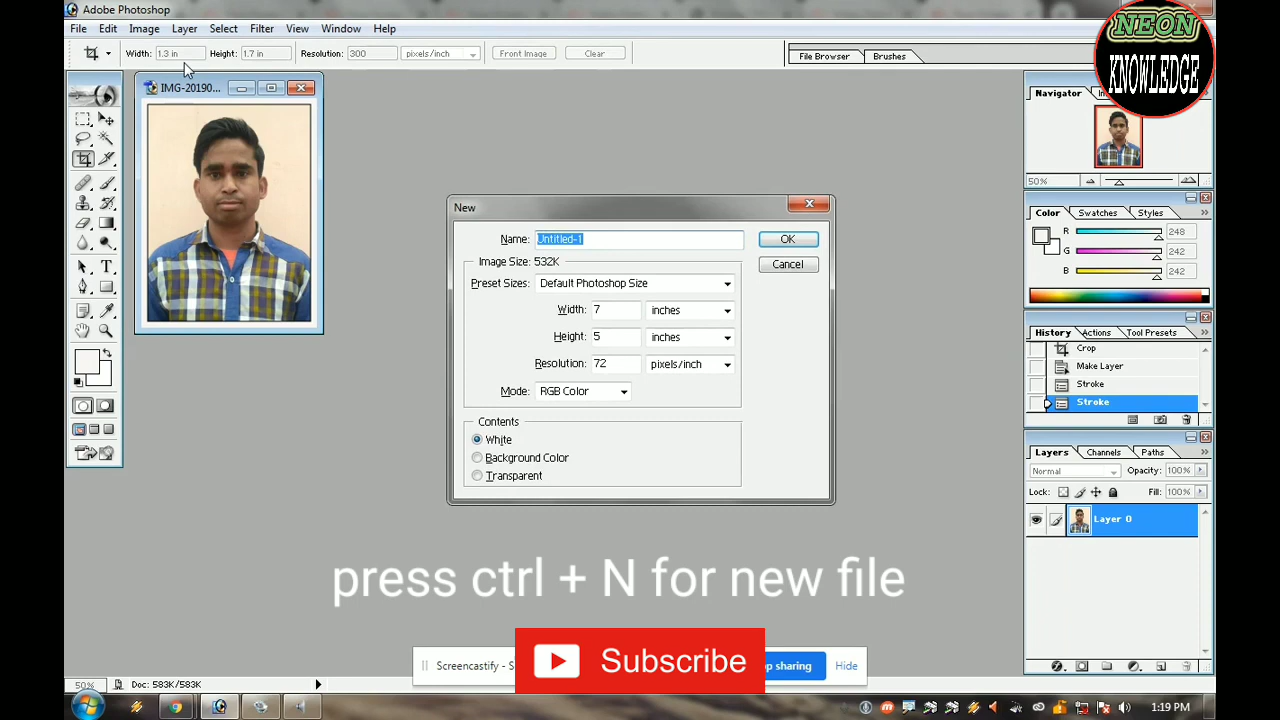 Adobe Photoshop
File Edit Image Layer Select Filter View Window Help
Width: 1.3 in Height: 1.7 in Resolution: 300 pixels/inch Front Image Clear File Browser Brushes
NEON
KNOWLEDGE
IMG-20190...
Navigator
50%
Color Swatches Styles
R 248
G 242
B 242
History Actions Tool Presets
Crop
Make Layer
Stroke
Stroke
Layers Channels Paths
Normal Opacity: 100%
Lock: Fill: 100%
Layer 0
New
Name: Untitled-1 OK
Image Size: 532K Cancel
Preset Sizes: Default Photoshop Size
Width: 7 inches
Height: 5 inches
Resolution: 72 pixels/inch
Mode: RGB Color
Contents
White
Background Color
Transparent
press ctrl + N for new file
Screencastify - S Subscribe p sharing Hide
50% Doc: 583K/583K
1:19 PM